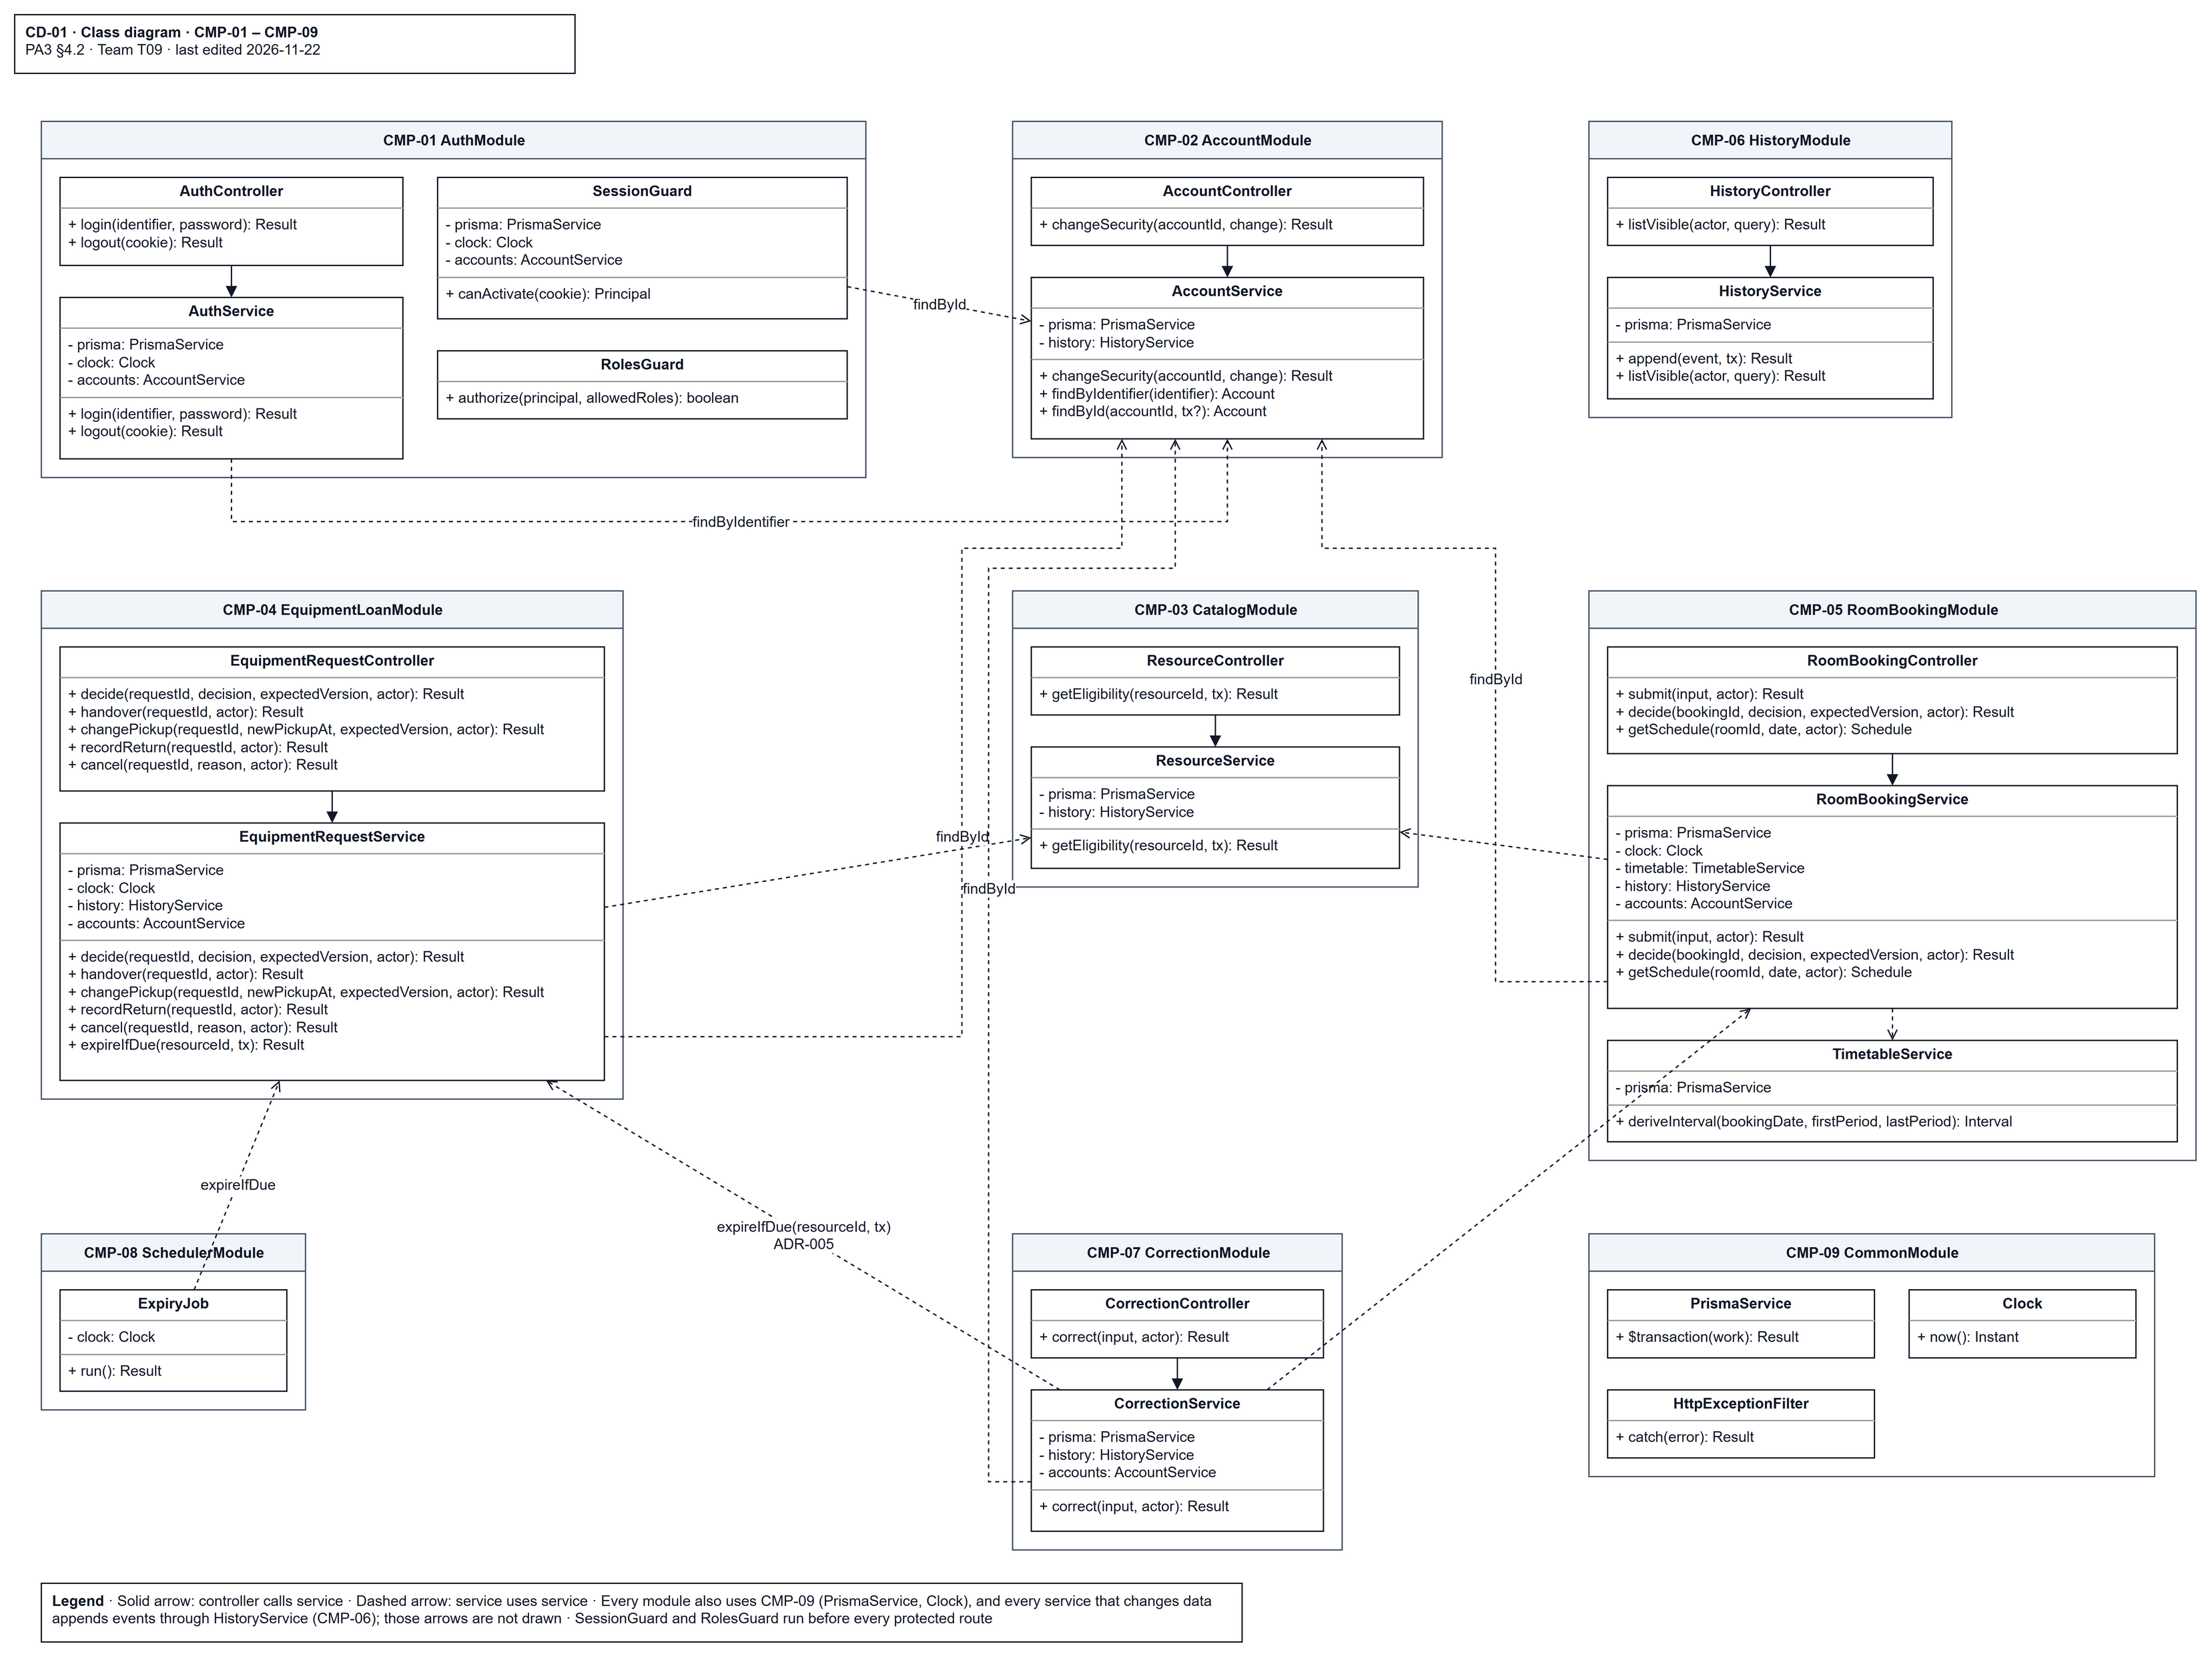 CD-01 · Class diagram · CMP-01 – CMP-09
PA3 §4.2 · Team T09 · last edited 2026-11-22
CMP-01 AuthModule
AuthController
+ login(identifier, password): Result
+ logout(cookie): Result
AuthService
- prisma: PrismaService
- clock: Clock
- accounts: AccountService
+ login(identifier, password): Result
+ logout(cookie): Result
SessionGuard
- prisma: PrismaService
- clock: Clock
- accounts: AccountService
+ canActivate(cookie): Principal
RolesGuard
+ authorize(principal, allowedRoles): boolean
findById
CMP-02 AccountModule
AccountController
+ changeSecurity(accountId, change): Result
AccountService
- prisma: PrismaService
- history: HistoryService
+ changeSecurity(accountId, change): Result
+ findByIdentifier(identifier): Account
+ findById(accountId, tx?): Account
CMP-06 HistoryModule
HistoryController
+ listVisible(actor, query): Result
HistoryService
- prisma: PrismaService
+ append(event, tx): Result
+ listVisible(actor, query): Result
findByIdentifier
CMP-04 EquipmentLoanModule
EquipmentRequestController
+ decide(requestId, decision, expectedVersion, actor): Result
+ handover(requestId, actor): Result
+ changePickup(requestId, newPickupAt, expectedVersion, actor): Result
+ recordReturn(requestId, actor): Result
+ cancel(requestId, reason, actor): Result
EquipmentRequestService
- prisma: PrismaService
- clock: Clock
- history: HistoryService
- accounts: AccountService
+ decide(requestId, decision, expectedVersion, actor): Result
+ handover(requestId, actor): Result
+ changePickup(requestId, newPickupAt, expectedVersion, actor): Result
+ recordReturn(requestId, actor): Result
+ cancel(requestId, reason, actor): Result
+ expireIfDue(resourceId, tx): Result
findById
findById
CMP-03 CatalogModule
ResourceController
+ getEligibility(resourceId, tx): Result
ResourceService
- prisma: PrismaService
- history: HistoryService
+ getEligibility(resourceId, tx): Result
findById
CMP-05 RoomBookingModule
RoomBookingController
+ submit(input, actor): Result
+ decide(bookingId, decision, expectedVersion, actor): Result
+ getSchedule(roomId, date, actor): Schedule
RoomBookingService
- prisma: PrismaService
- clock: Clock
- timetable: TimetableService
- history: HistoryService
- accounts: AccountService
+ submit(input, actor): Result
+ decide(bookingId, decision, expectedVersion, actor): Result
+ getSchedule(roomId, date, actor): Schedule
TimetableService
- prisma: PrismaService
+ deriveInterval(bookingDate, firstPeriod, lastPeriod): Interval
expireIfDue
expireIfDue(resourceId, tx)
ADR-005
CMP-08 SchedulerModule
ExpiryJob
- clock: Clock
+ run(): Result
CMP-07 CorrectionModule
CorrectionController
+ correct(input, actor): Result
CorrectionService
- prisma: PrismaService
- history: HistoryService
- accounts: AccountService
+ correct(input, actor): Result
CMP-09 CommonModule
PrismaService
+ $transaction(work): Result
Clock
+ now(): Instant
HttpExceptionFilter
+ catch(error): Result
Legend · Solid arrow: controller calls service · Dashed arrow: service uses service · Every module also uses CMP-09 (PrismaService, Clock), and every service that changes data
appends events through HistoryService (CMP-06); those arrows are not drawn · SessionGuard and RolesGuard run before every protected route